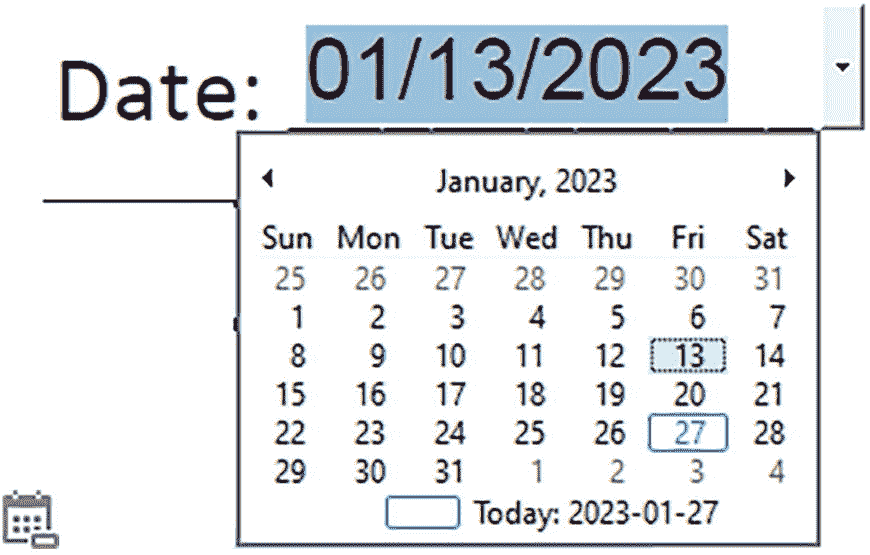 Date: 01/13/2023
January, 2023
Sun Mon Tue Wed Thu Fri Sat
25 26 27 28 29 30 31
1 2 3 4 5 6 7
8 9 10 11 12 13 14
15 16 17 18 19 20 21
22 23 24 25 26 27 28
29 30 31 1 2 3 4
Today: 2023-01-27